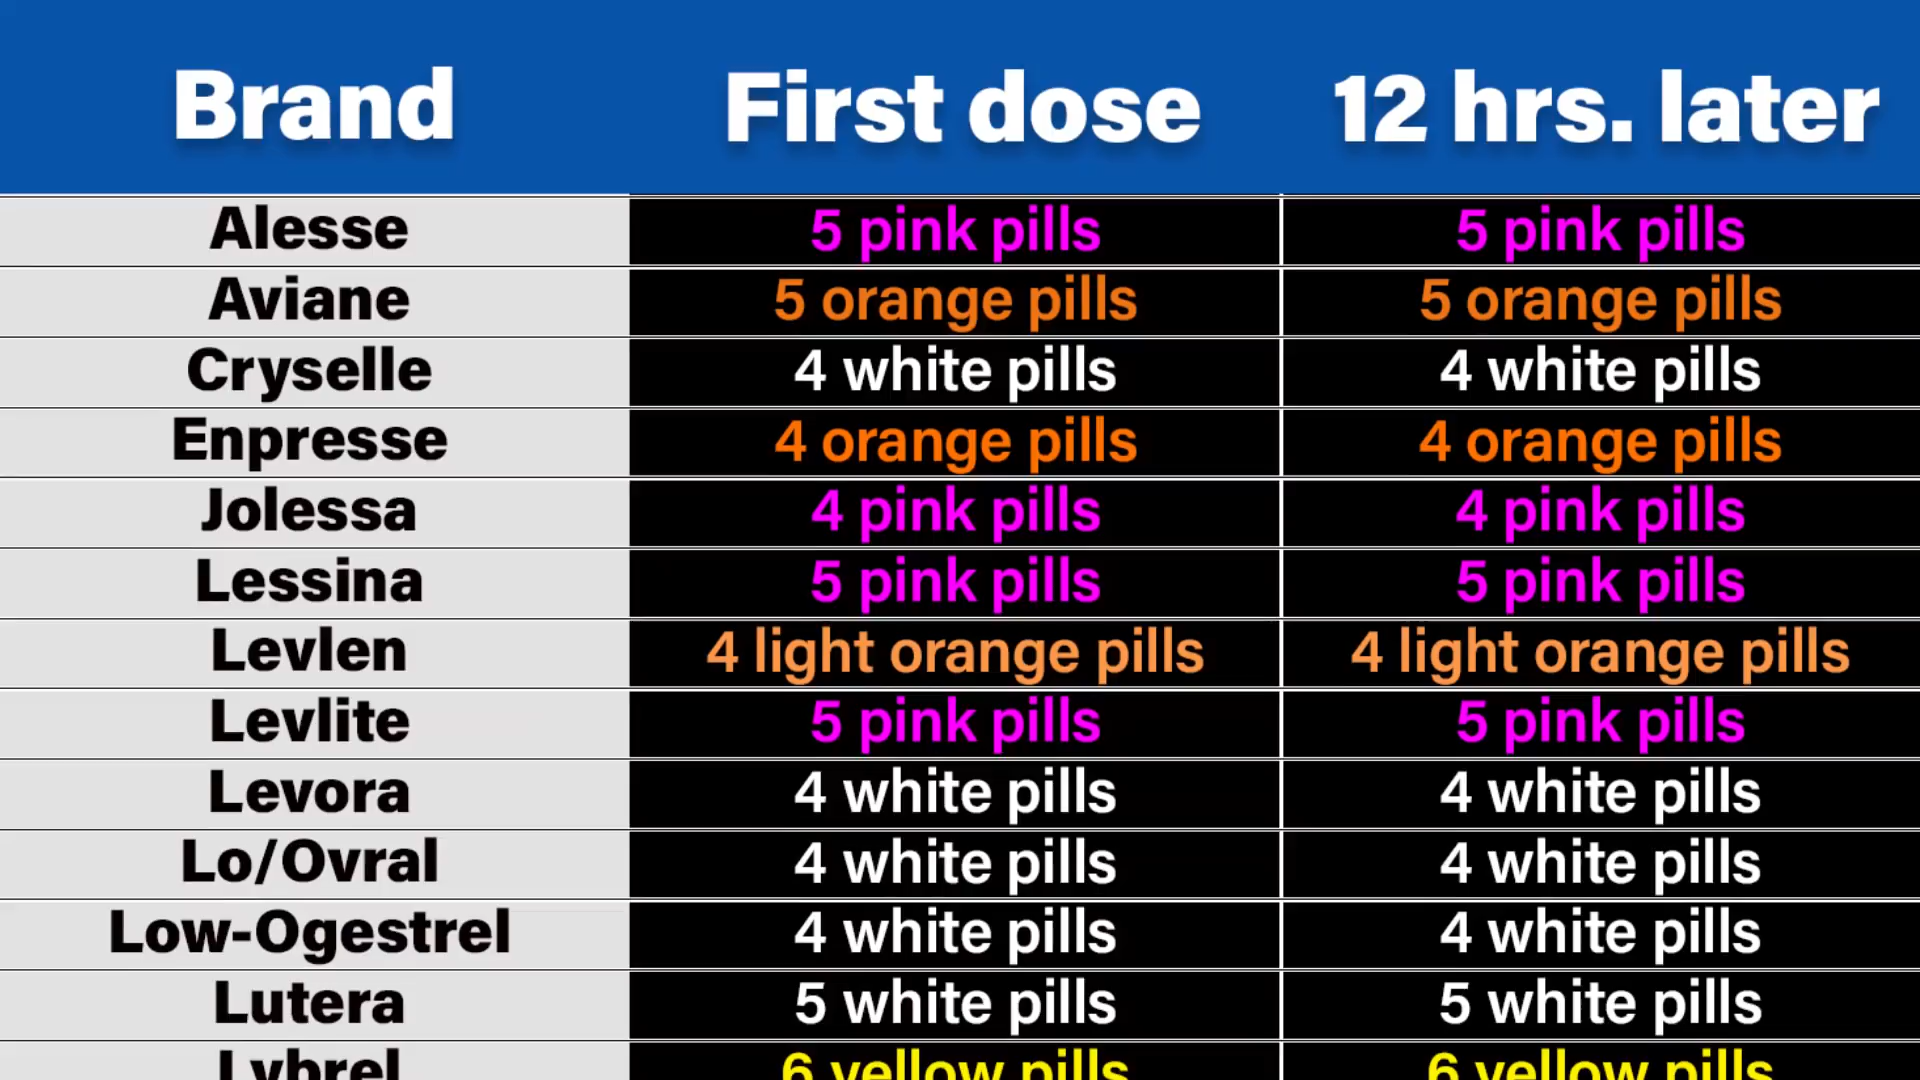 Brand First dose 12 hrs. later
Alesse 5 pink pills 5 pink pills
Aviane 5 orange pills 5 orange pills
Cryselle 4 white pills 4 white pills
Enpresse 4 orange pills 4 orange pills
Jolessa 4 pink pills 4 pink pills
Lessina 5 pink pills 5 pink pills
Levlen 4 light orange pills 4 light orange pills
Levlite 5 pink pills 5 pink pills
Levora 4 white pills 4 white pills
Lo/Ovral 4 white pills 4 white pills
Low-Ogestrel 4 white pills 4 white pills
Lutera 5 white pills 5 white pills
Lybrel 6 yellow pills 6 yellow pills